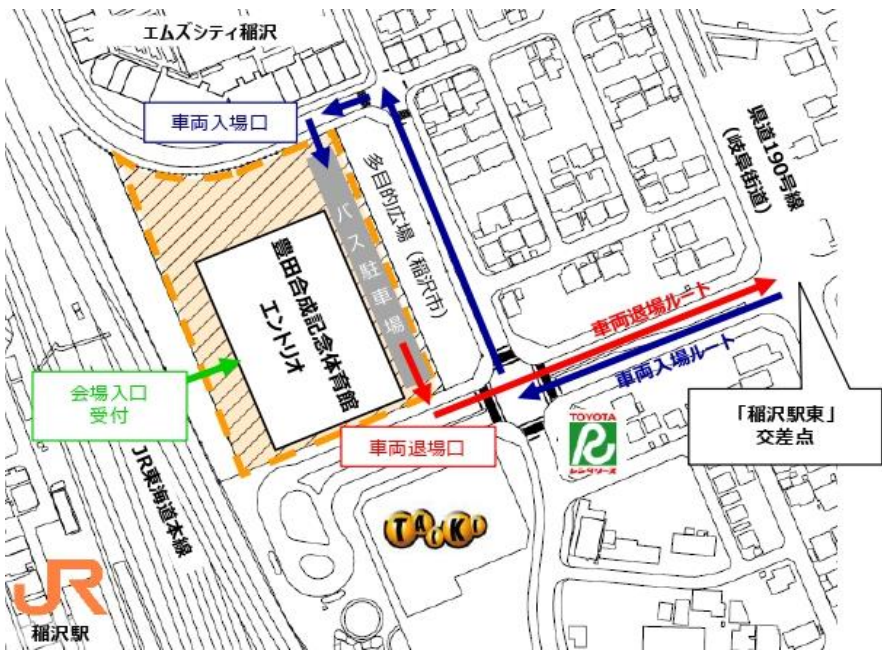 エムズシティ稲沢
車両入場口
多目的広場（稲沢市）
県道190号線
（岐阜街道）
バス駐車場
豊田合成記念体育館
エントリオ
車両退場ルート
車両入場ルート
会場入口
受付
「稲沢駅東」
交差点
車両退場口
TOYOTA
R
レンタリース
JR東海道本線
TAIKI
JR
稲沢駅